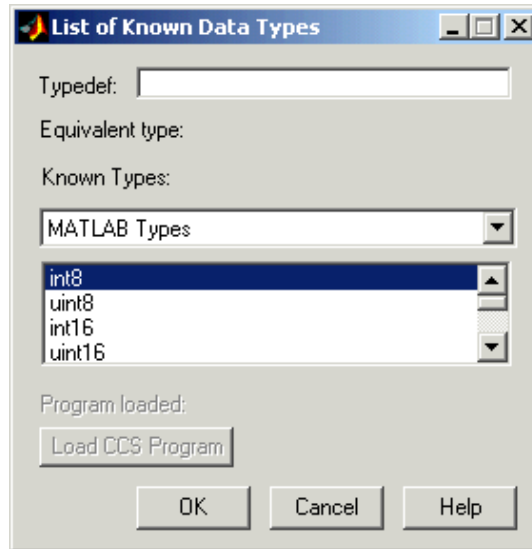 List of Known Data Types
Typedef:
Equivalent type:
Known Types:
MATLAB Types
int8
uint8
int16
uint16
Program loaded:
Load CCS Program
OK Cancel Help